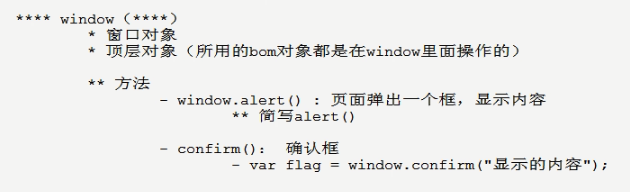 **** window (****)
* 窗口对象
* 顶层对象（所用的bom对象都是在window里面操作的）
** 方法
- window.alert() : 页面弹出一个框，显示内容
** 简写alert()
- confirm()： 确认框
- var flag = window.confirm("显示的内容");